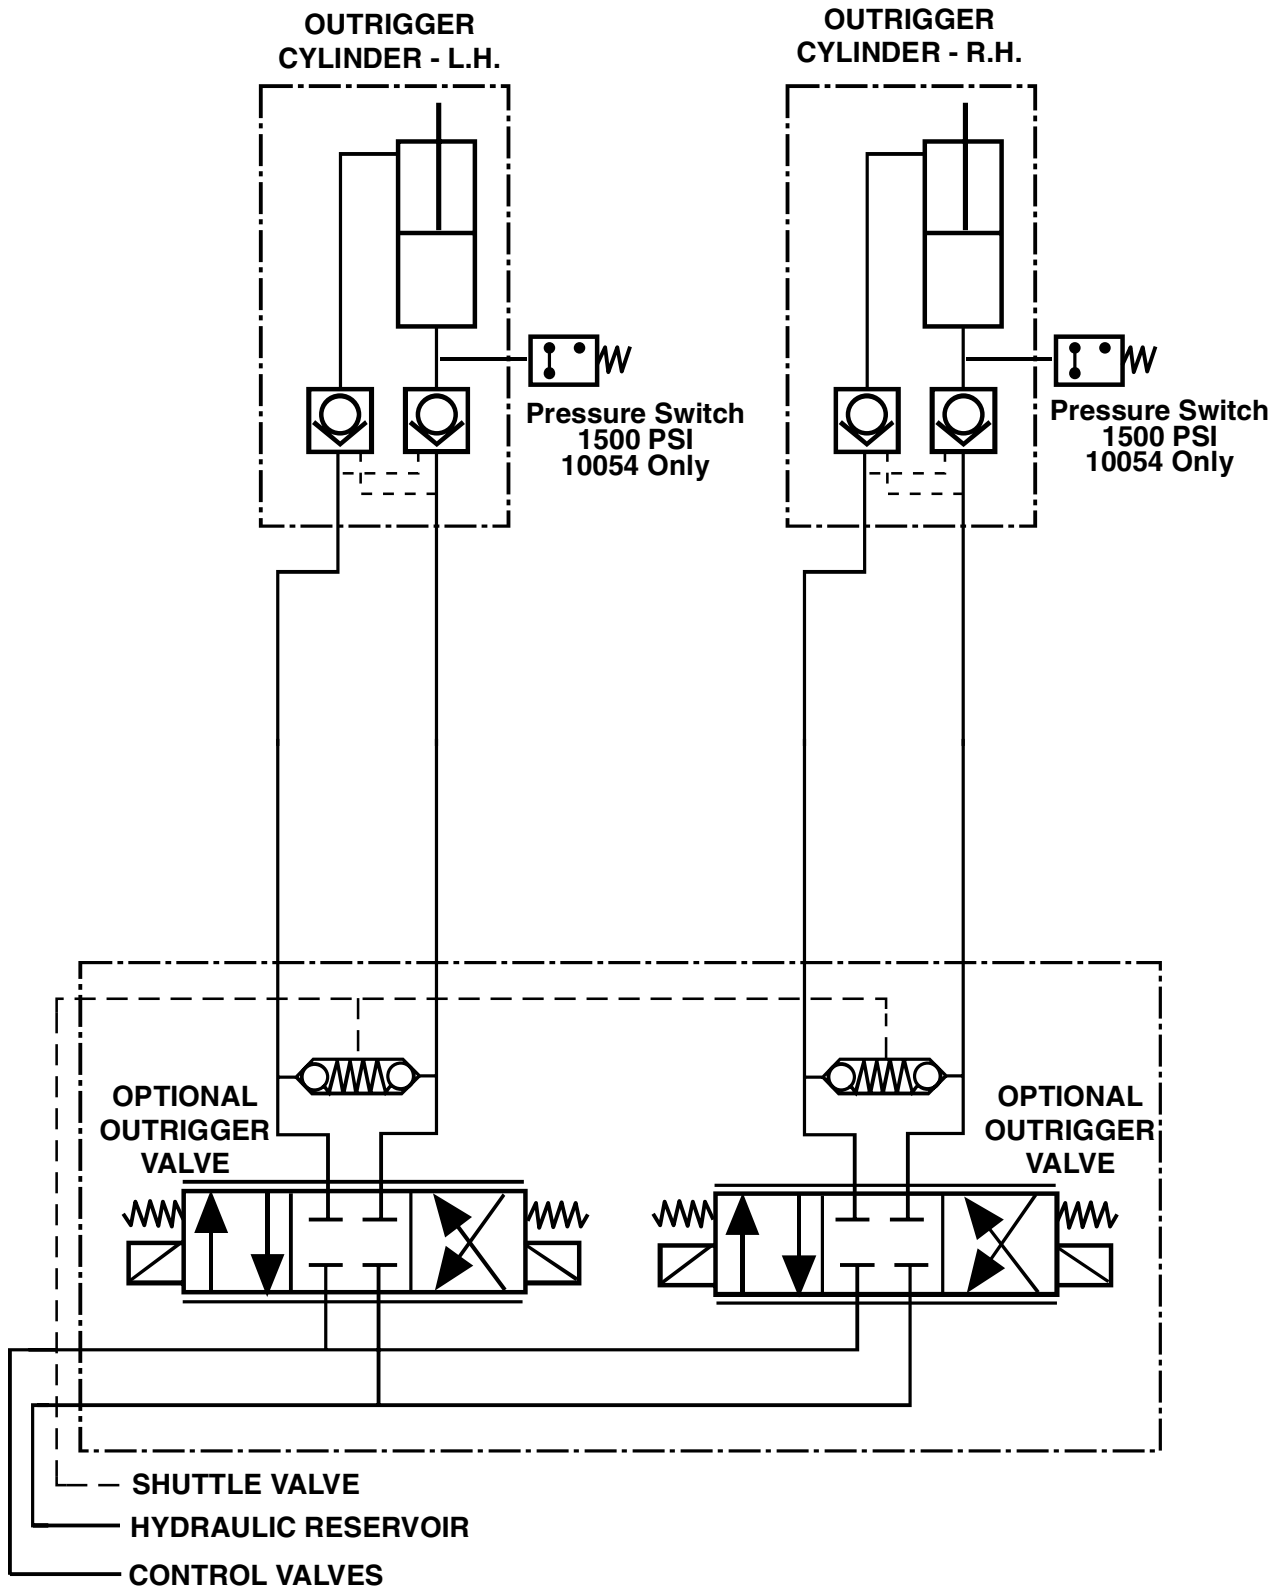 OUTRIGGER
CYLINDER - L.H.
OUTRIGGER
CYLINDER - R.H.
Pressure Switch
1500 PSI
10054 Only
Pressure Switch
1500 PSI
10054 Only
OPTIONAL
OUTRIGGER
VALVE
OPTIONAL
OUTRIGGER
VALVE
SHUTTLE VALVE
HYDRAULIC RESERVOIR
CONTROL VALVES